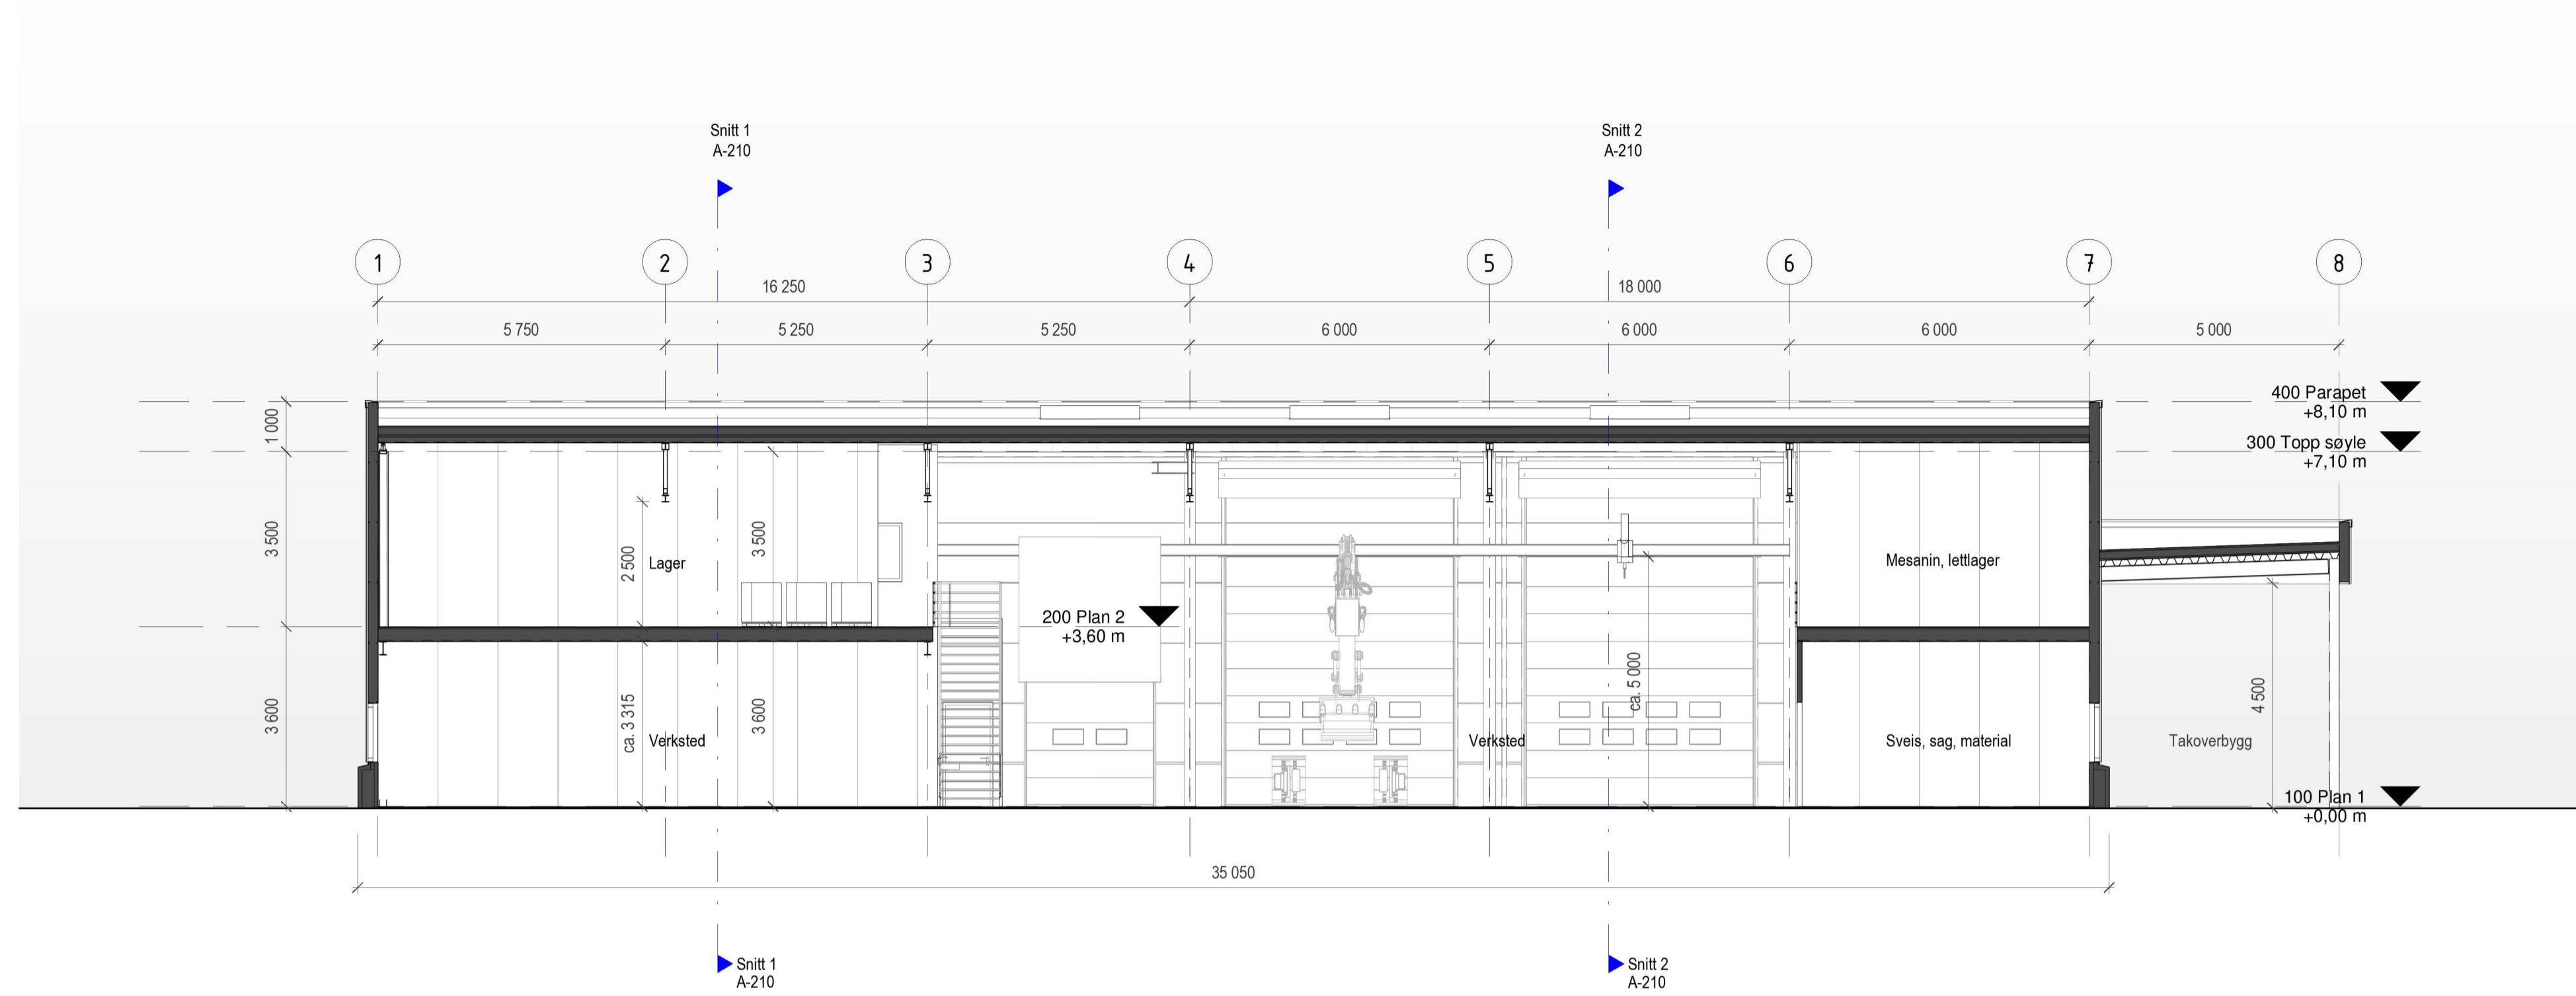 Snitt 1
A-210
Snitt 2
A-210
1
2
3
4
5
6
7
8
16 250
18 000
5 750
5 250
5 250
6 000
6 000
6 000
5 000
400 Parapet
+8,10 m
300 Topp søyle
+7,10 m
1 000
3 500
2 500
Lager
3 500
Mesanin, lettlager
200 Plan 2
+3,60 m
3 600
ca. 3 315
Verksted
3 600
Verksted
ca. 5 000
Sveis, sag, material
4 500
Takoverbygg
100 Plan 1
+0,00 m
35 050
Snitt 1
A-210
Snitt 2
A-210